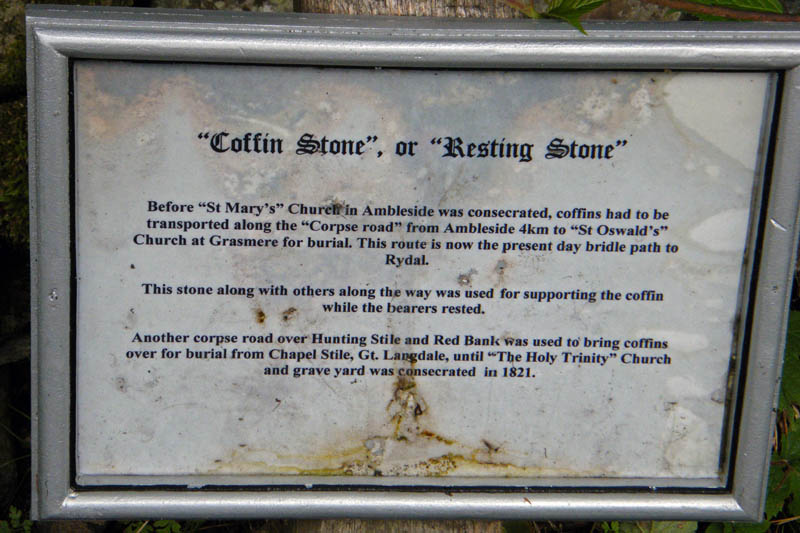 "Coffin Stone", or "Resting Stone"
Before "St Mary's" Church in Ambleside was consecrated, coffins had to be
transported along the "Corpse road" from Ambleside 4km to "St Oswald's"
Church at Grasmere for burial. This route is now the present day bridle path to
Rydal.
This stone along with others along the way was used for supporting the coffin
while the bearers rested.
Another corpse road over Hunting Stile and Red Bank was used to bring coffins
over for burial from Chapel Stile, Gt. Langdale, until "The Holy Trinity" Church
and grave yard was consecrated in 1821.